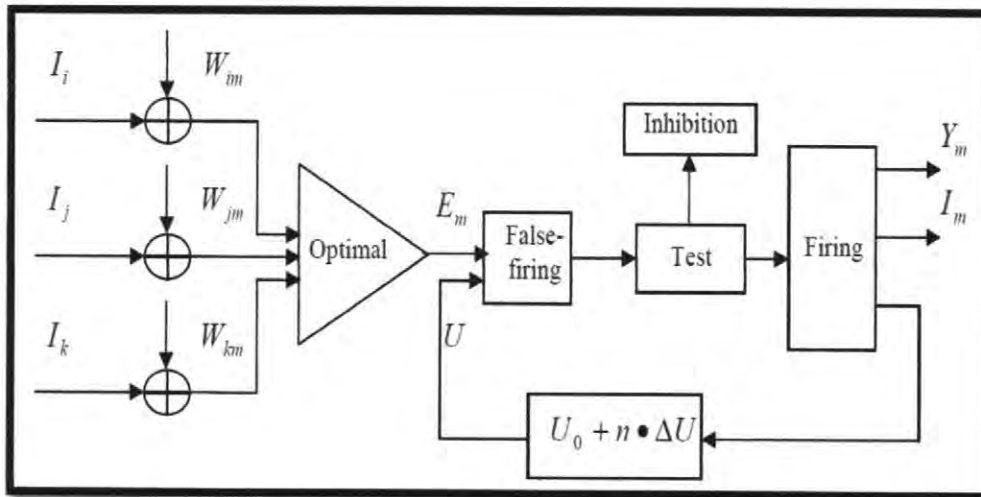 I_i
W_im
I_j
W_jm
I_k
W_km
Optimal
E_m
U
False-
firing
Inhibition
Test
Firing
Y_m
I_m
U_0 + n • ΔU